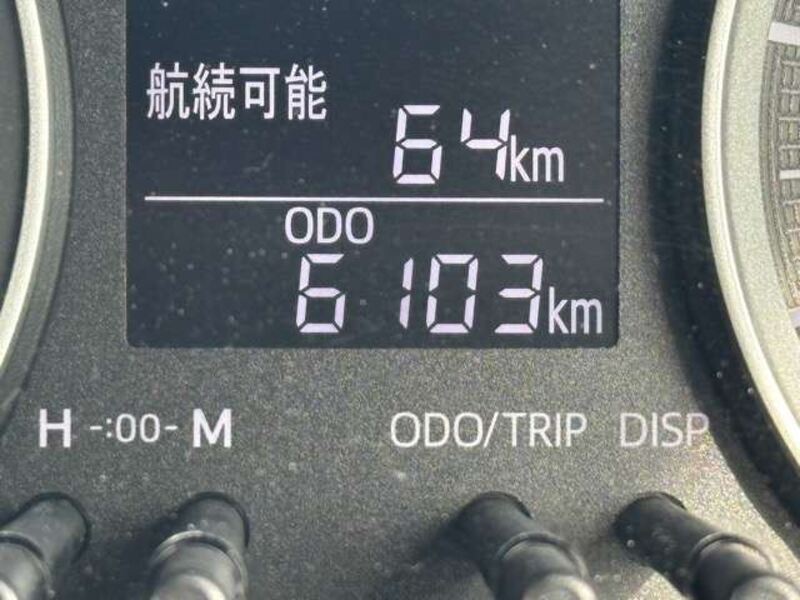 航続可能
64km
ODO
6103km
H -:00- M ODO/TRIP DISP